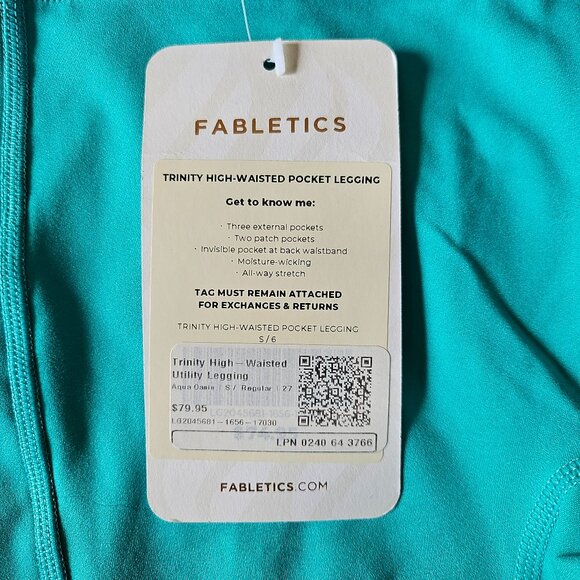 FABLETICS
TRINITY HIGH-WAISTED POCKET LEGGING
Get to know me:
· Three external pockets
· Two patch pockets
· Invisible pocket at back waistband
· Moisture-wicking
· All-way stretch
TAG MUST REMAIN ATTACHED
FOR EXCHANGES & RETURNS
TRINITY HIGH-WAISTED POCKET LEGGING
S / 6
Trinity High-Waisted
Utility Legging
Aqua Oasis | S/ Regular | 27
$79.95
LG2045681-1656-17030
LPN 0240 64 3766
FABLETICS.COM